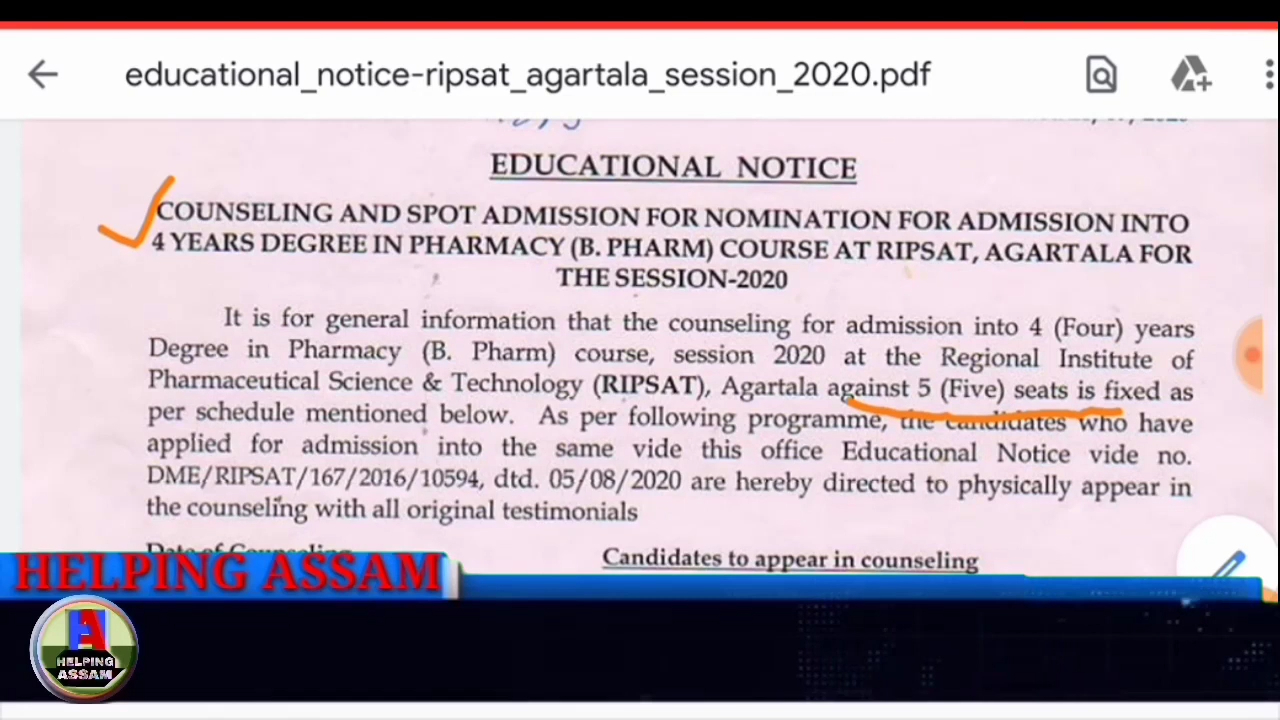 educational_notice-ripsat_agartala_session_2020.pdf
EDUCATIONAL NOTICE
COUNSELING AND SPOT ADMISSION FOR NOMINATION FOR ADMISSION INTO
4 YEARS DEGREE IN PHARMACY (B. PHARM) COURSE AT RIPSAT, AGARTALA FOR
THE SESSION-2020
It is for general information that the counseling for admission into 4 (Four) years
Degree in Pharmacy (B. Pharm) course, session 2020 at the Regional Institute of
Pharmaceutical Science & Technology (RIPSAT), Agartala against 5 (Five) seats is fixed as
per schedule mentioned below. As per following programme, the candidates who have
applied for admission into the same vide this office Educational Notice vide no.
DME/RIPSAT/167/2016/10594, dtd. 05/08/2020 are hereby directed to physically appear in
the counseling with all original testimonials
Date of Counseling
Candidates to appear in counseling
HELPING ASSAM
HELPING
ASSAM